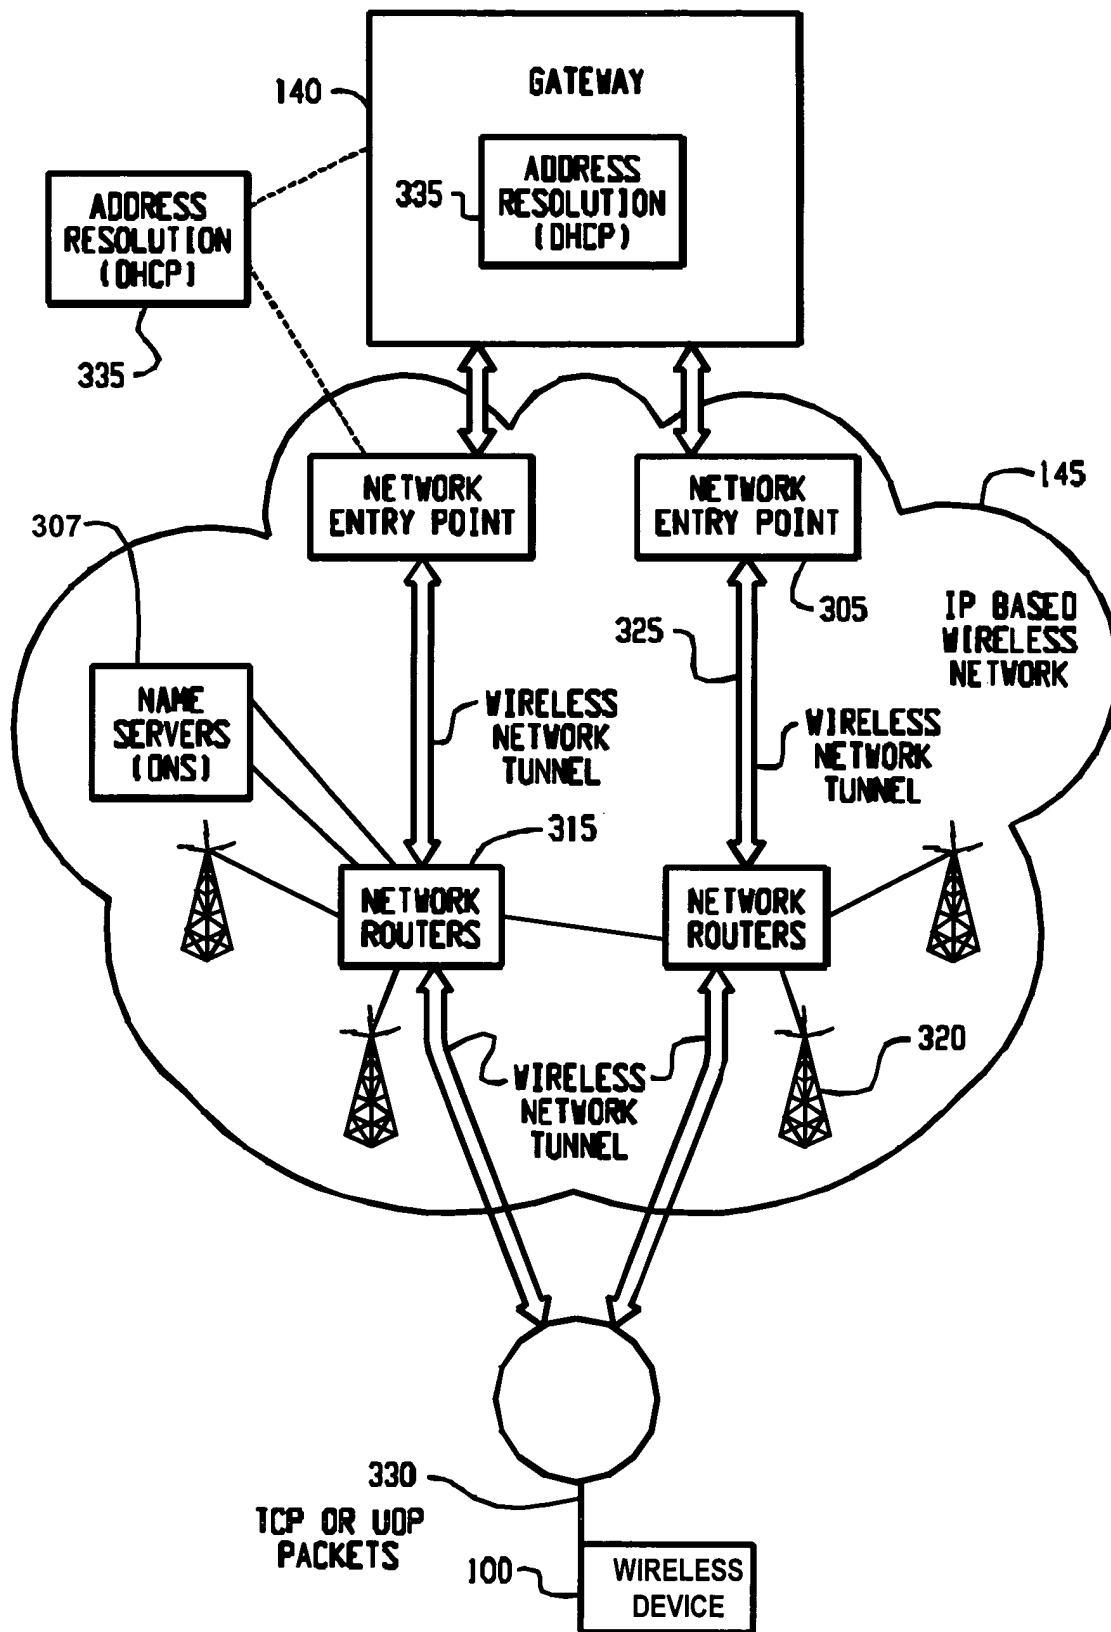 GATEWAY
140
ADDRESS
RESOLUTION
(DHCP)
335
ADDRESS
RESOLUTION
(DHCP)
335
NETWORK
ENTRY POINT
NETWORK
ENTRY POINT
145
307
305
325
IP BASED
WIRELESS
NETWORK
NAME
SERVERS
(DNS)
WIRELESS
NETWORK
TUNNEL
WIRELESS
NETWORK
TUNNEL
315
NETWORK
ROUTERS
NETWORK
ROUTERS
320
WIRELESS
NETWORK
TUNNEL
330
TCP OR UDP
PACKETS
100
WIRELESS
DEVICE